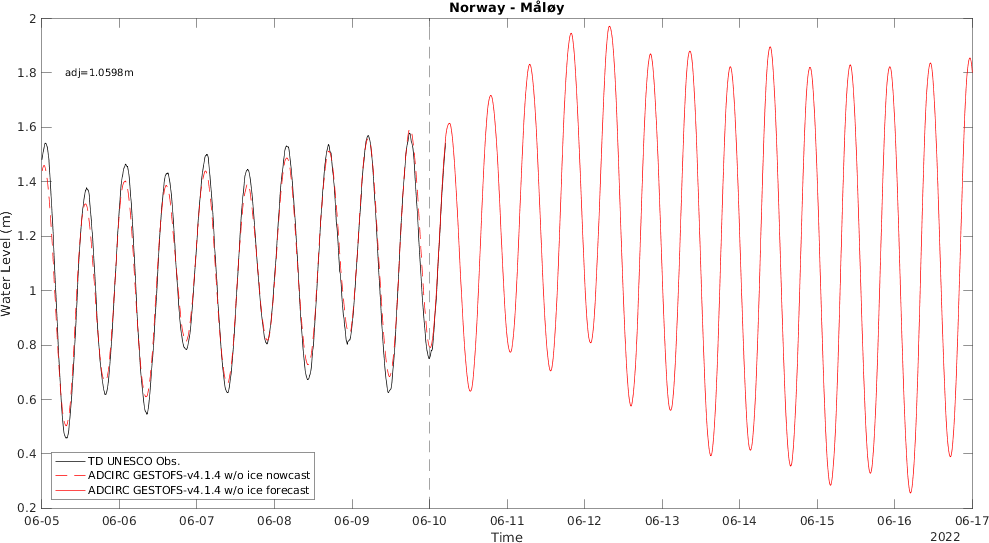 Norway - Måløy
adj=1.0598m
Water Level (m)
2
1.8
1.6
1.4
1.2
1
0.8
0.6
0.4
0.2
TD UNESCO Obs.
ADCIRC GESTOFS-v4.1.4 w/o ice nowcast
ADCIRC GESTOFS-v4.1.4 w/o ice forecast
06-05 06-06 06-07 06-08 06-09 06-10 06-11 06-12 06-13 06-14 06-15 06-16 06-17
Time
2022